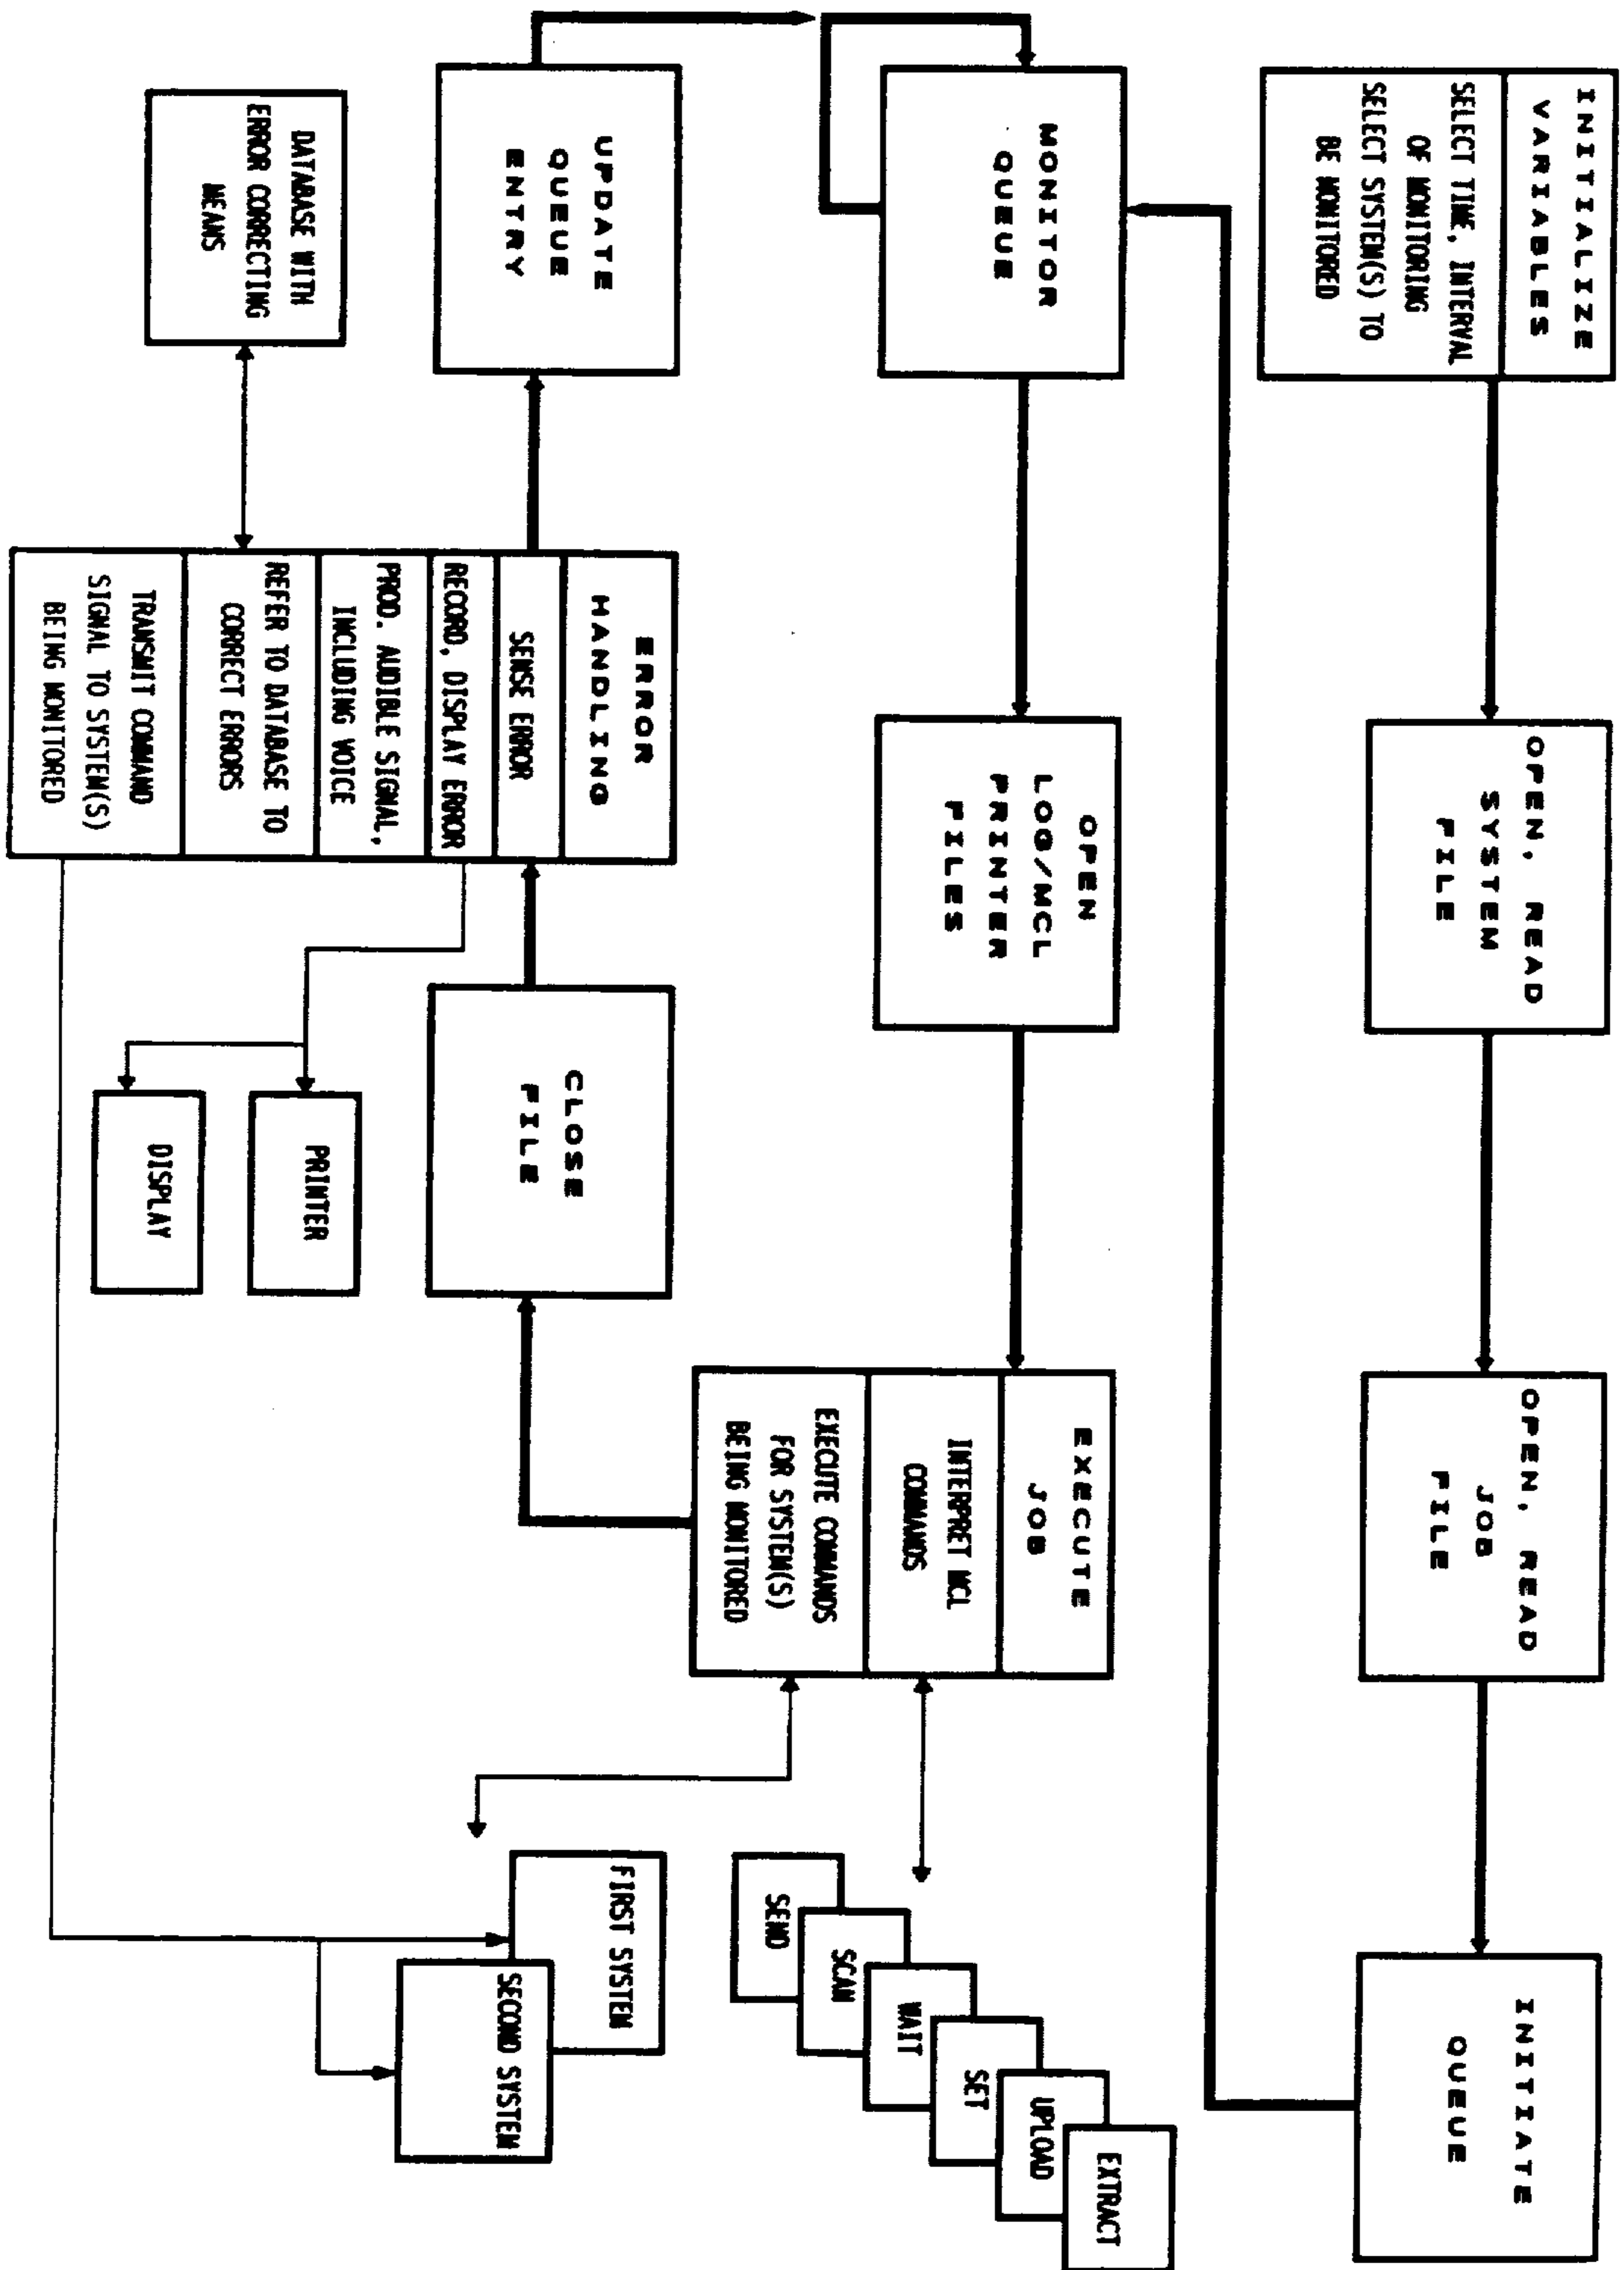 INITIALIZE
VARIABLES
SELECT TIME, INTERVAL
OF MONITORING
SELECT SYSTEM(S) TO
BE MONITORED
OPEN, READ
SYSTEM
FILE
OPEN, READ
JOB
FILE
INITIATE
QUEUE
MONITOR
QUEUE
OPEN
LOG/MCL
PRINTER
FILES
EXECUTE
JOB
INTERPRET MCL
COMMANDS
EXECUTE COMMANDS
FOR SYSTEM(S)
BEING MONITORED
EXTRACT
UPLOAD
SET
WAIT
SCAN
SEND
UPDATE
QUEUE
ENTRY
ERROR
HANDLING
SENSE ERROR
RECORD, DISPLAY ERROR
PROD. AUDIBLE SIGNAL,
INCLUDING VOICE
REFER TO DATABASE TO
CORRECT ERRORS
TRANSMIT COMMAND
SIGNAL TO SYSTEM(S)
BEING MONITORED
CLOSE
FILE
FIRST SYSTEM
SECOND SYSTEM
DATABASE WITH
ERROR CORRECTING
MEANS
PRINTER
DISPLAY